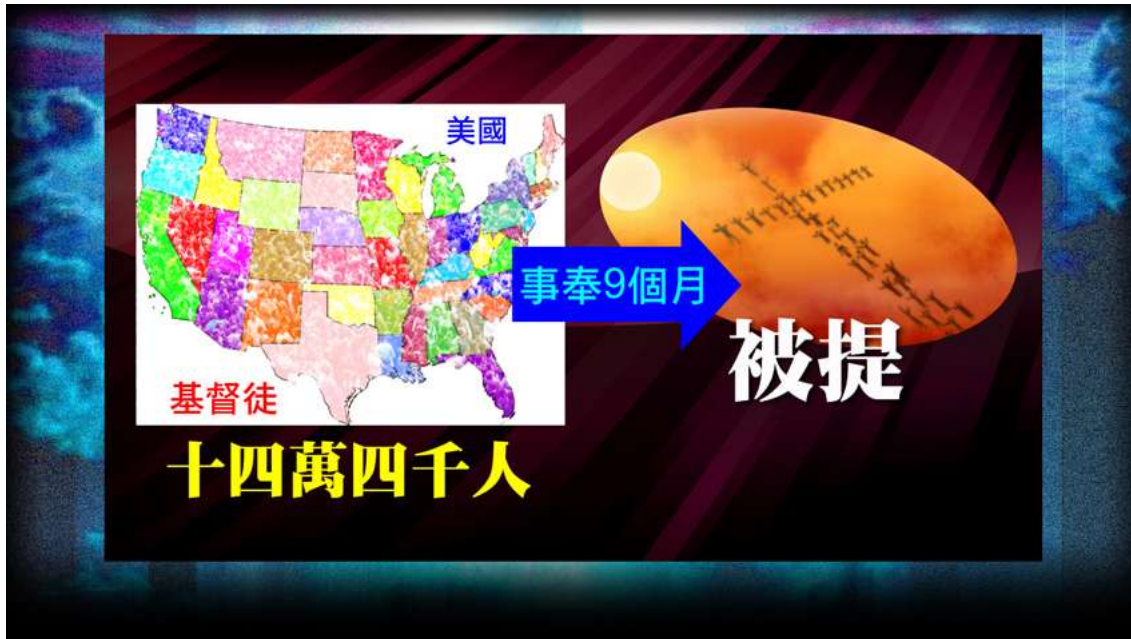 美國
基督徒
十四萬四千人
事奉9個月
被提